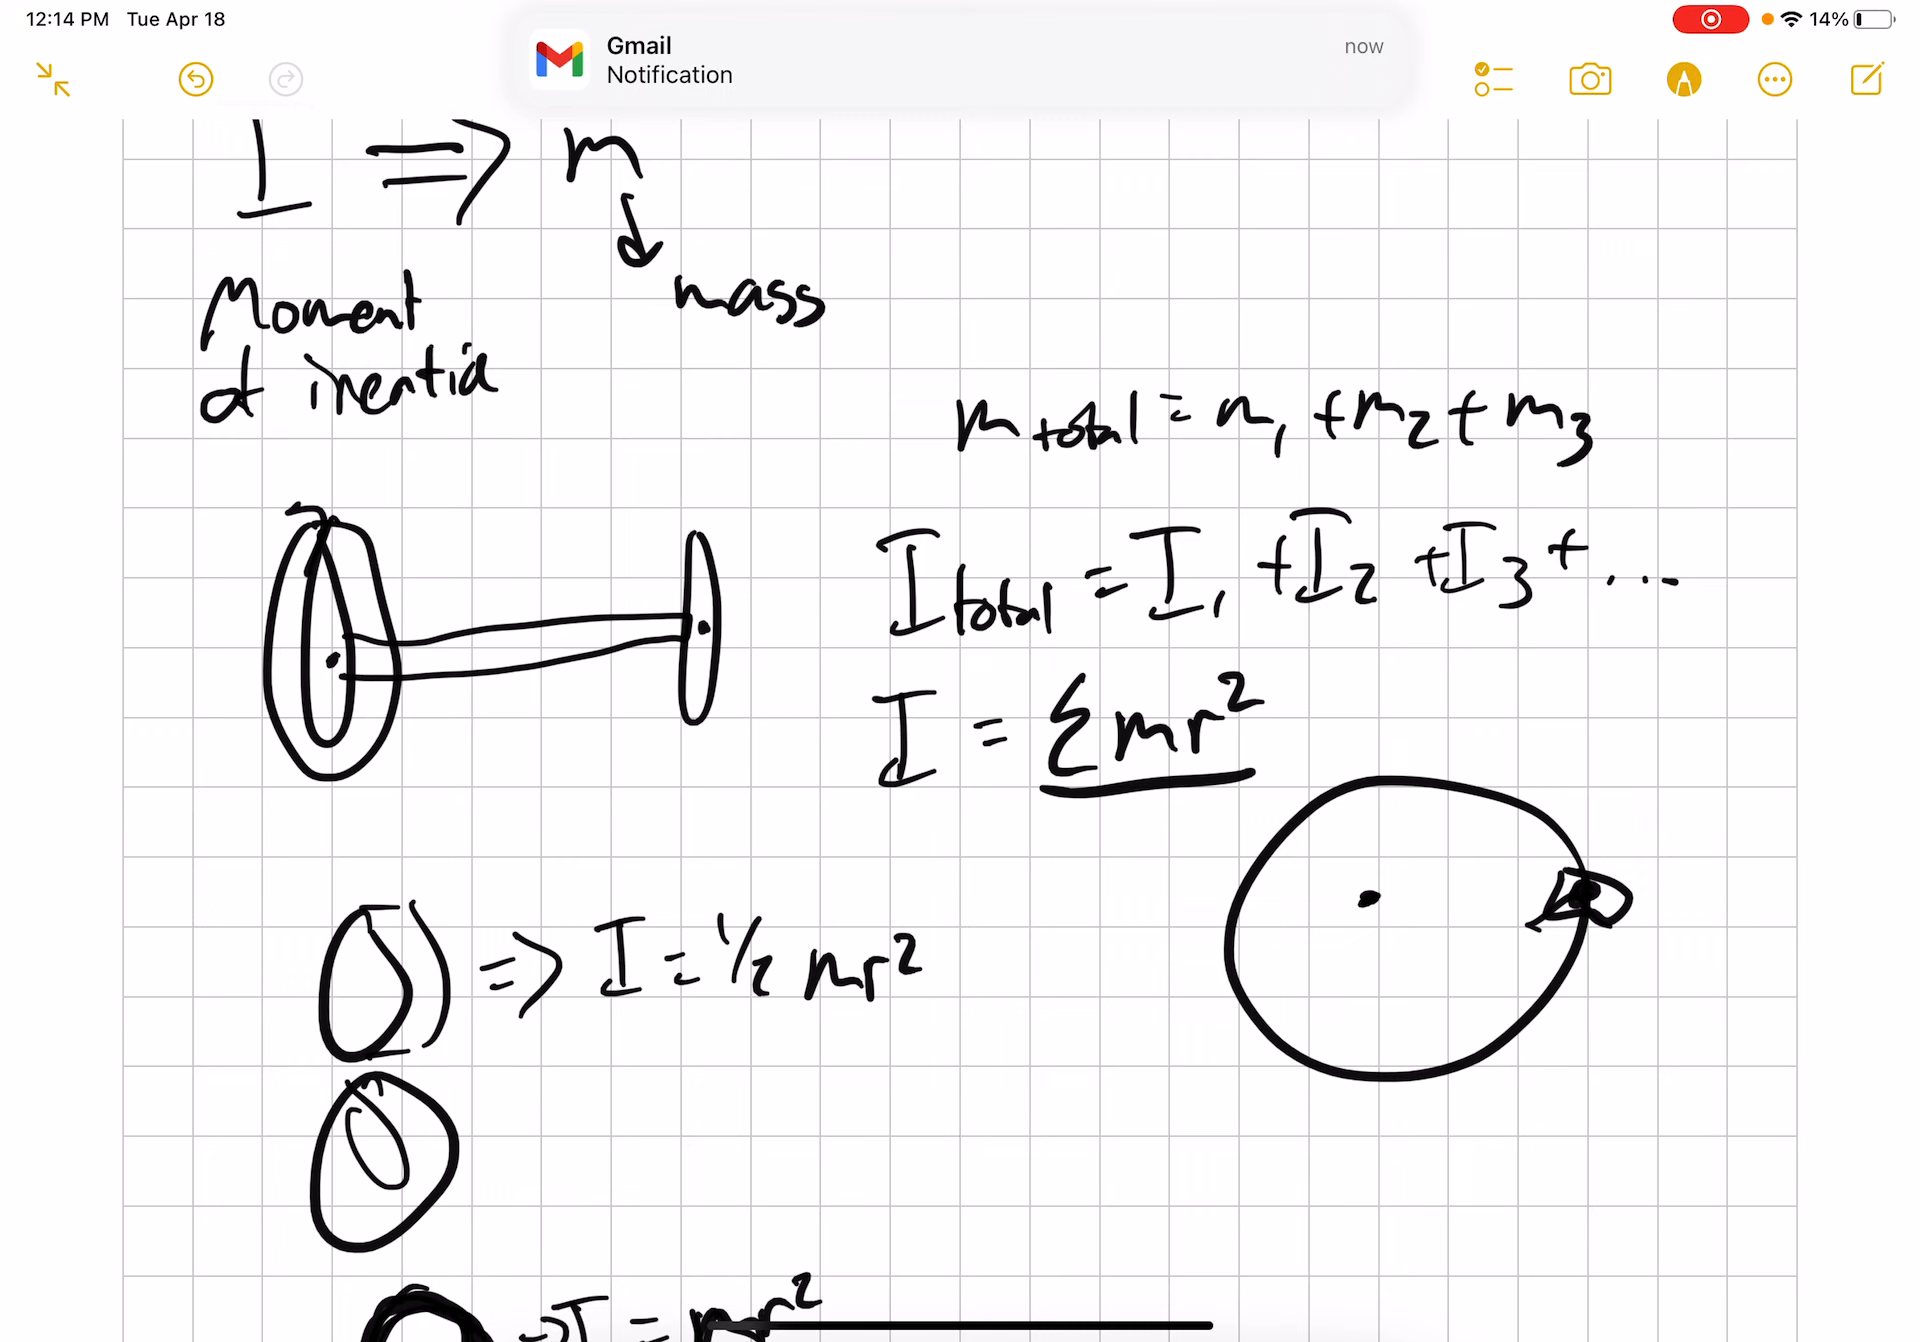 12:14 PM Tue Apr 18
14%
Gmail
now
Notification
I ⇒ m
mass
Moment
of inertia
m total = m₁ + m₂ + m₃
I total = I₁ + I₂ + I₃ + ...
I = Σmr²
⇒ I = 1/2 mr²
⇒ I = mr²